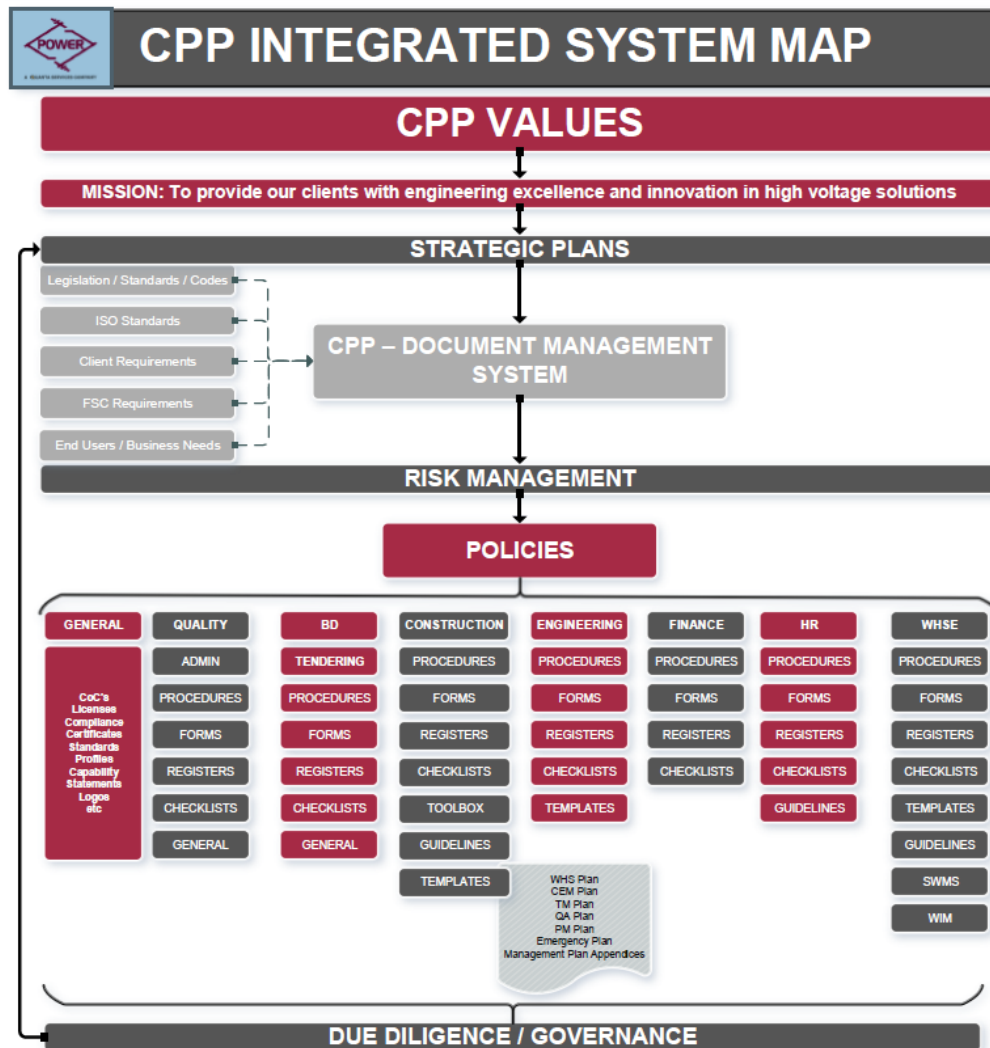 POWER
A QUANTA SERVICES COMPANY
CPP INTEGRATED SYSTEM MAP
CPP VALUES
MISSION: To provide our clients with engineering excellence and innovation in high voltage solutions
STRATEGIC PLANS
Legislation / Standards / Codes
ISO Standards
Client Requirements
FSC Requirements
End Users / Business Needs
CPP – DOCUMENT MANAGEMENT
SYSTEM
RISK MANAGEMENT
POLICIES
GENERAL
CoC's
Licenses
Compliance
Certificates
Standards
Profiles
Capability
Statements
Logos
etc
QUALITY
ADMIN
PROCEDURES
FORMS
REGISTERS
CHECKLISTS
GENERAL
BD
TENDERING
PROCEDURES
FORMS
REGISTERS
CHECKLISTS
GENERAL
CONSTRUCTION
PROCEDURES
FORMS
REGISTERS
CHECKLISTS
TOOLBOX
GUIDELINES
TEMPLATES
WHS Plan
CEM Plan
TM Plan
QA Plan
PM Plan
Emergency Plan
Management Plan Appendices
ENGINEERING
PROCEDURES
FORMS
REGISTERS
CHECKLISTS
TEMPLATES
FINANCE
PROCEDURES
FORMS
REGISTERS
CHECKLISTS
HR
PROCEDURES
FORMS
REGISTERS
CHECKLISTS
GUIDELINES
WHSE
PROCEDURES
FORMS
REGISTERS
CHECKLISTS
TEMPLATES
GUIDELINES
SWMS
WIM
DUE DILIGENCE / GOVERNANCE